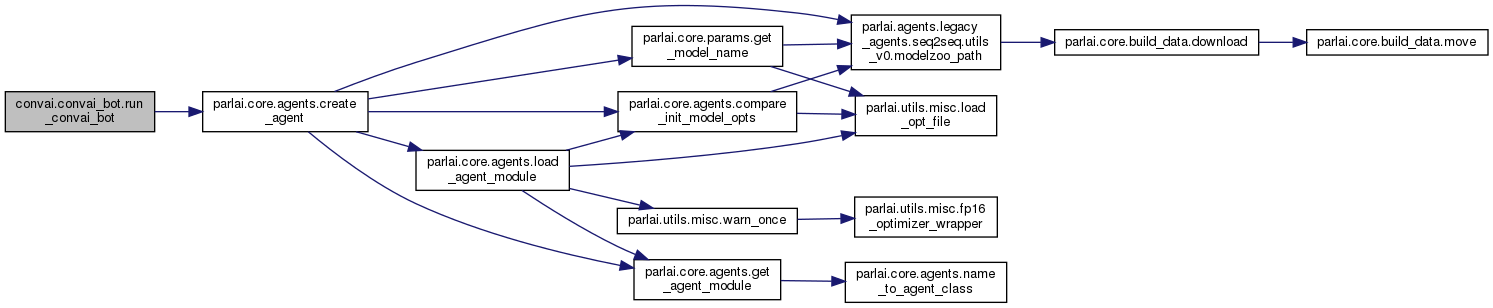 convai.convai_bot.run
_convai_bot
parlai.core.agents.create
_agent
parlai.core.params.get
_model_name
parlai.core.agents.compare
_init_model_opts
parlai.core.agents.load
_agent_module
parlai.utils.misc.warn_once
parlai.core.agents.get
_agent_module
parlai.agents.legacy
_agents.seq2seq.utils
_v0.modelzoo_path
parlai.utils.misc.load
_opt_file
parlai.utils.misc.fp16
_optimizer_wrapper
parlai.core.agents.name
_to_agent_class
parlai.core.build_data.download
parlai.core.build_data.move